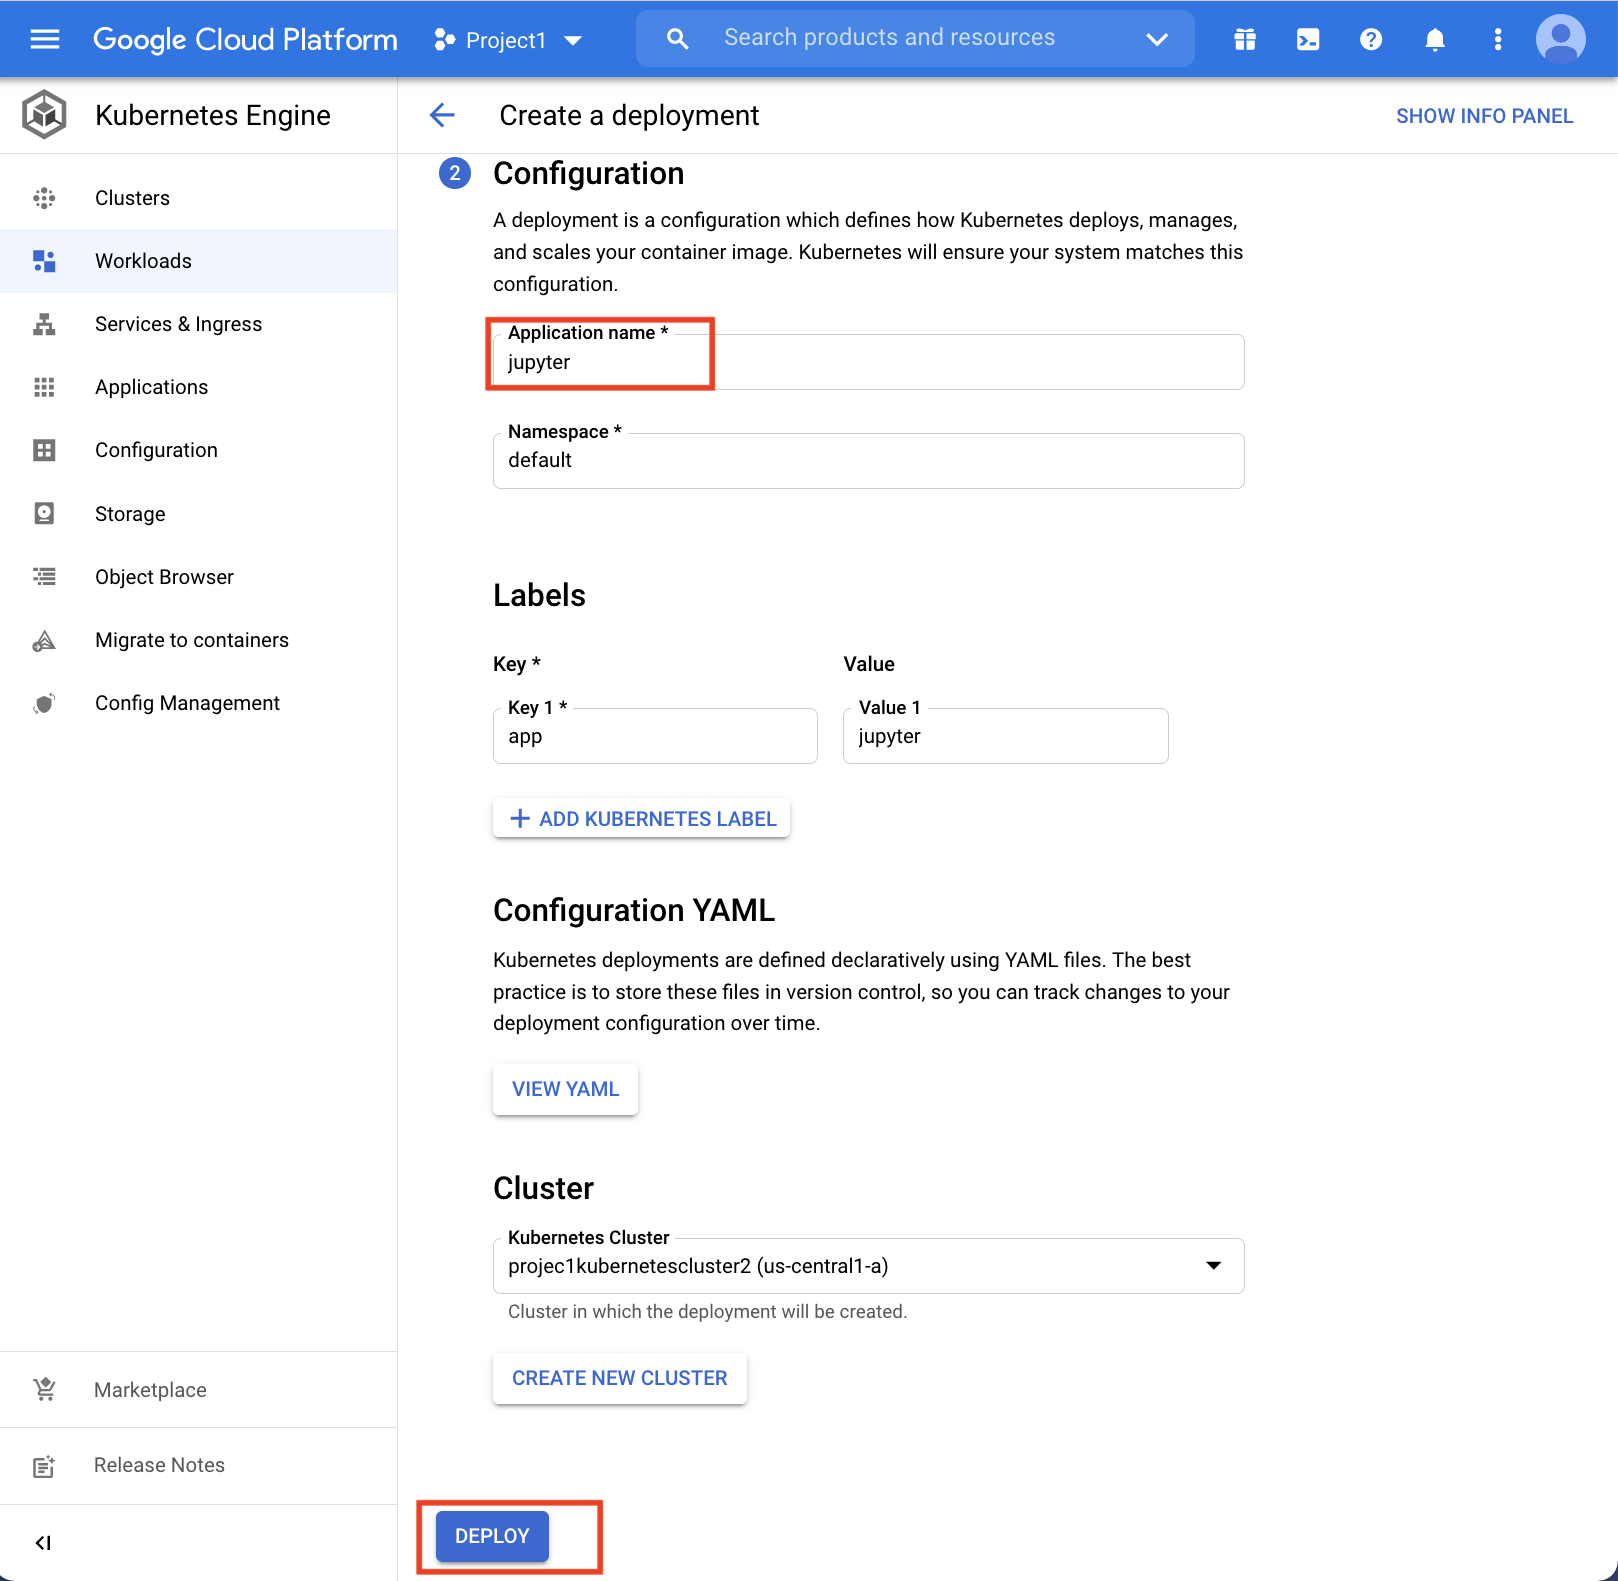 Google Cloud Platform
Project1
Search products and resources
Kubernetes Engine
Create a deployment
SHOW INFO PANEL
Clusters
Workloads
Services & Ingress
Applications
Configuration
Storage
Object Browser
Migrate to containers
Config Management
Marketplace
Release Notes
2
Configuration
A deployment is a configuration which defines how Kubernetes deploys, manages,
and scales your container image. Kubernetes will ensure your system matches this
configuration.
Application name *
jupyter
Namespace *
default
Labels
Key *
Value
Key 1 *
app
Value 1
jupyter
ADD KUBERNETES LABEL
Configuration YAML
Kubernetes deployments are defined declaratively using YAML files. The best
practice is to store these files in version control, so you can track changes to your
deployment configuration over time.
VIEW YAML
Cluster
Kubernetes Cluster
projec1kubernetescluster2 (us-central1-a)
Cluster in which the deployment will be created.
CREATE NEW CLUSTER
DEPLOY